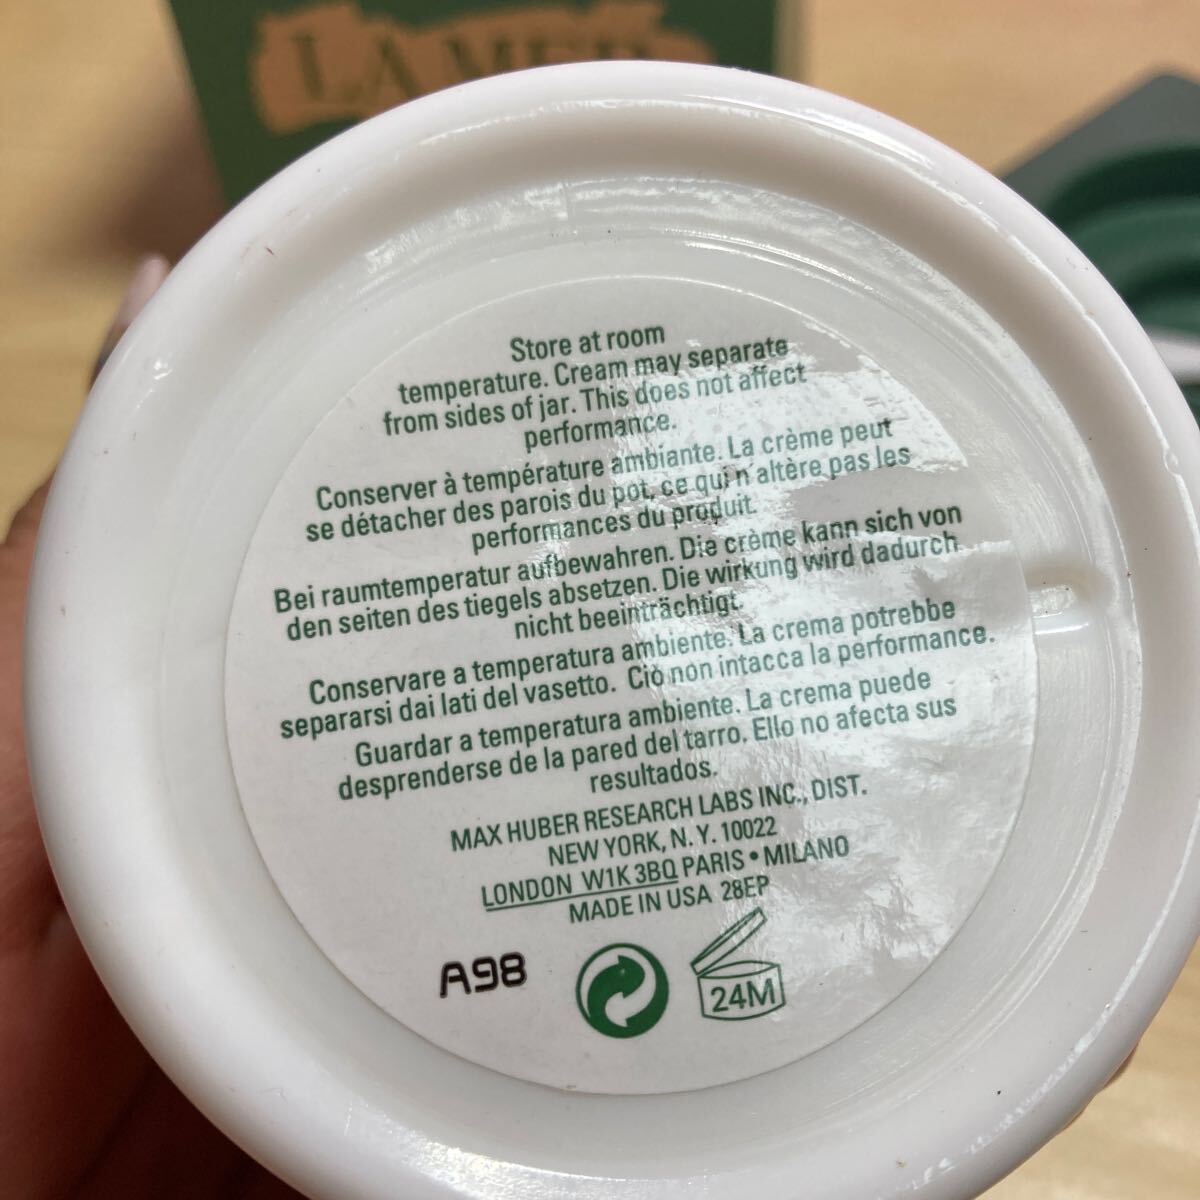 LA MER
Store at room
temperature. Cream may separate
from sides of jar. This does not affect
performance.
Conserver à température ambiante. La crème peut
se détacher des parois du pot, ce qui n'altère pas les
performances du produit.
Bei raumtemperatur aufbewahren. Die crème kann sich von
den seiten des tiegels absetzen. Die wirkung wird dadurch
nicht beeinträchtigt.
Conservare a temperatura ambiente. La crema potrebbe
separarsi dai lati del vasetto. Ciò non intacca la performance.
Guardar a temperatura ambiente. La crema puede
desprenderse de la pared del tarro. Ello no afecta sus
resultados.
MAX HUBER RESEARCH LABS INC., DIST.
NEW YORK, N.Y. 10022
LONDON W1K 3BQ PARIS • MILANO
MADE IN USA 28EP
A98
24M